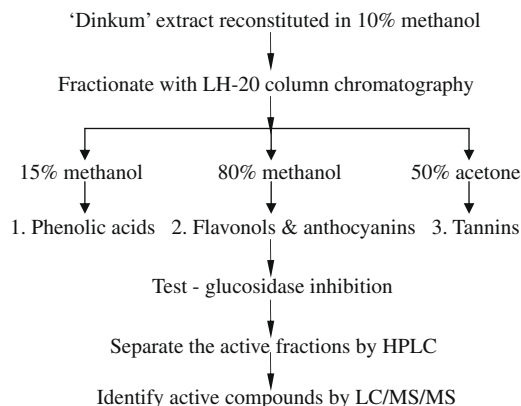 ‘Dinkum’ extract reconstituted in 10% methanol
Fractionate with LH-20 column chromatography
15% methanol 80% methanol 50% acetone
1. Phenolic acids 2. Flavonols & anthocyanins 3. Tannins
Test - glucosidase inhibition
Separate the active fractions by HPLC
Identify active compounds by LC/MS/MS